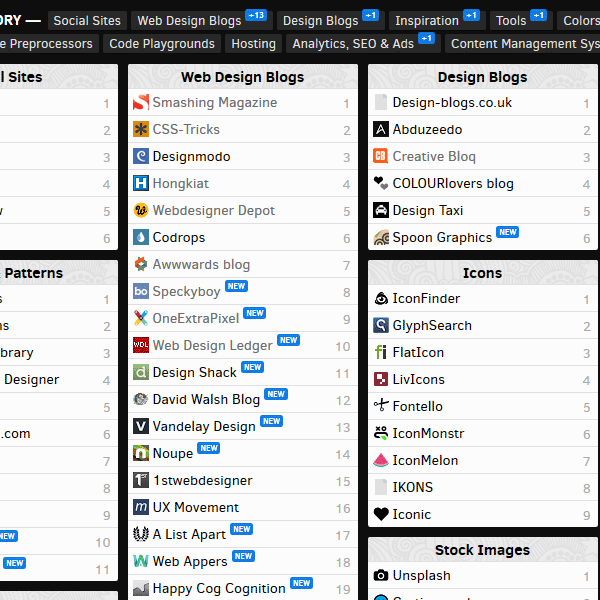 ORY — Social Sites Web Design Blogs +13 Design Blogs +1 Inspiration +1 Tools +1 Colors
e Preprocessors Code Playgrounds Hosting Analytics, SEO & Ads +1 Content Management Sys
l Sites
1
2
3
4
5
6
Patterns
s 1
ns 2
brary 3
Designer 4
5
.com 6
7
8
9
NEW 10
NEW 11
Web Design Blogs
Smashing Magazine 1
CSS-Tricks 2
Designmodo 3
Hongkiat 4
Webdesigner Depot 5
Codrops 6
Awwwards blog 7
Speckyboy NEW 8
OneExtraPixel NEW 9
Web Design Ledger NEW 10
Design Shack NEW 11
David Walsh Blog NEW 12
Vandelay Design NEW 13
Noupe NEW 14
1stwebdesigner 15
UX Movement 16
A List Apart NEW 17
Web Appers NEW 18
Happy Cog Cognition NEW 19
Design Blogs
Design-blogs.co.uk 1
Abduzeedo 2
Creative Bloq 3
COLOURlovers blog 4
Design Taxi 5
Spoon Graphics NEW 6
Icons
IconFinder 1
GlyphSearch 2
FlatIcon 3
LivIcons 4
Fontello 5
IconMonstr 6
IconMelon 7
IKONS 8
Iconic 9
Stock Images
Unsplash 1